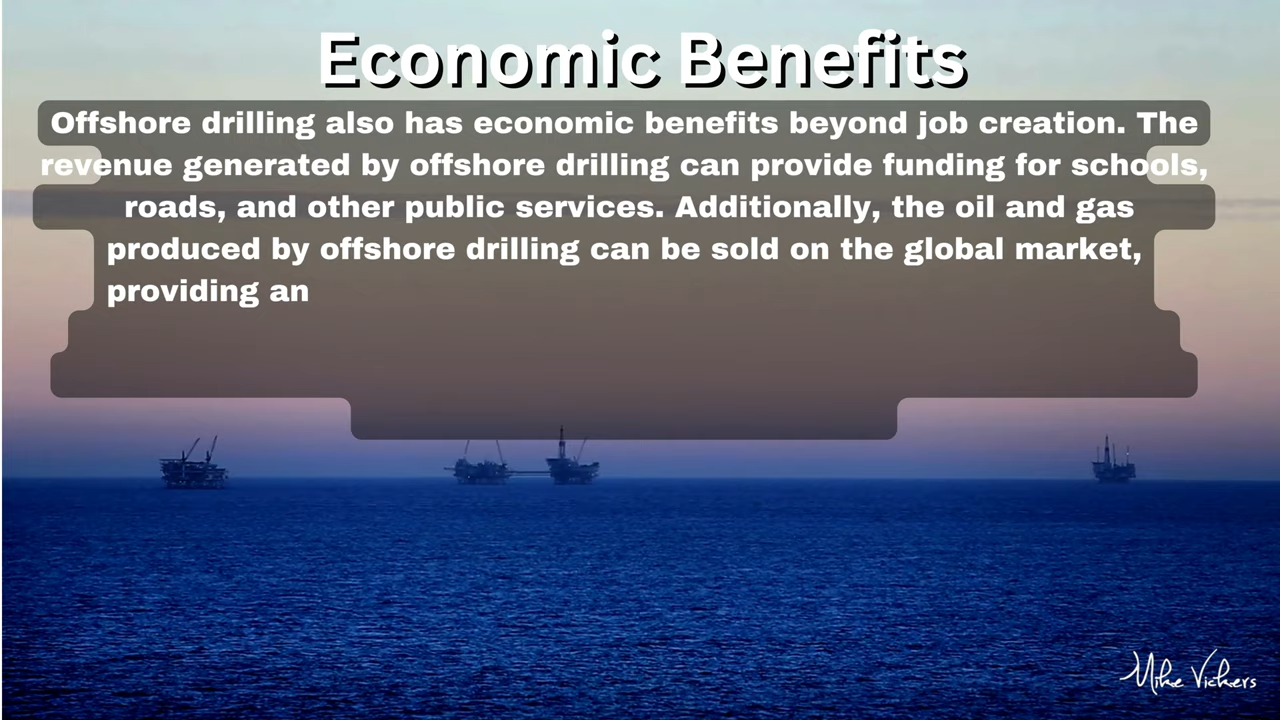 Economic Benefits
Offshore drilling also has economic benefits beyond job creation. The
revenue generated by offshore drilling can provide funding for schools,
roads, and other public services. Additionally, the oil and gas
produced by offshore drilling can be sold on the global market,
providing an
Mike Vickers